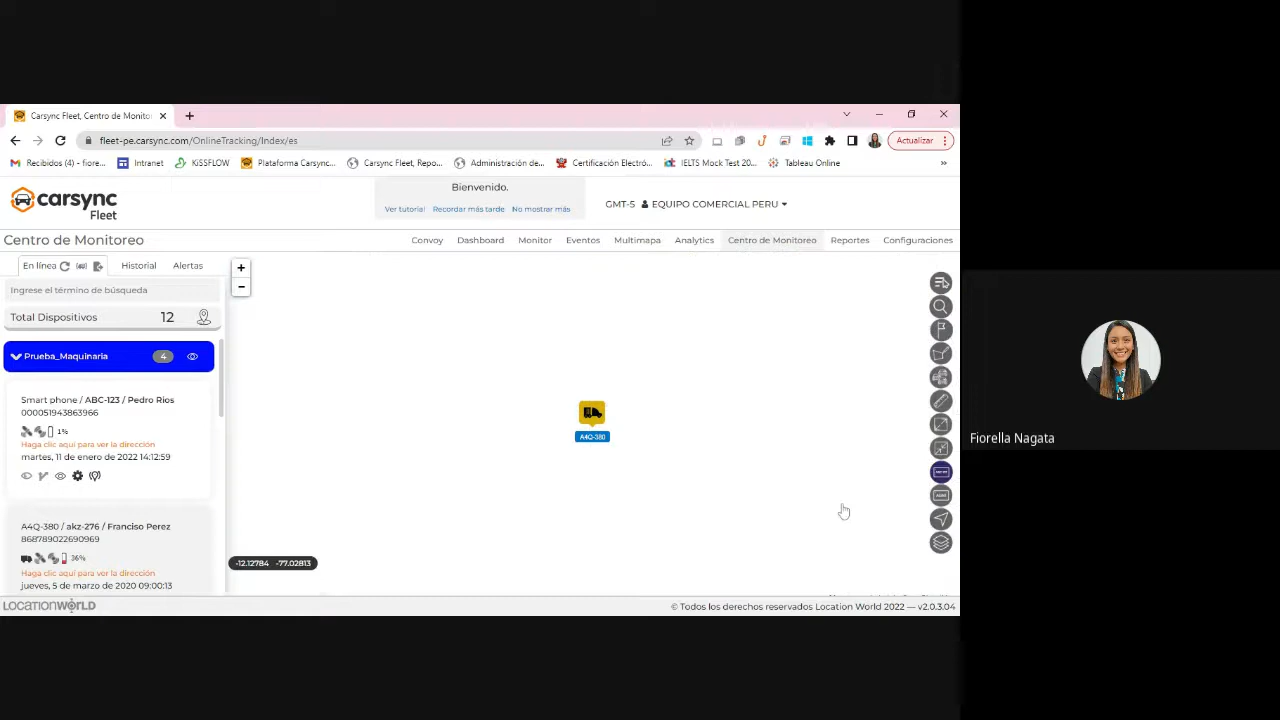 Carsync Fleet, Centro de Monito
fleet-pe.carsync.com/OnlineTracking/Index/es
Actualizar
Recibidos (4) - fiore...
Intranet
KiSSFLOW
Plataforma Carsync...
Carsync Fleet, Repo...
Administración de...
Certificación Electró...
IELTS Mock Test 20...
Tableau Online
»
carsync
Fleet
Bienvenido.
Ver tutorial Recordar más tarde No mostrar más
GMT-5 EQUIPO COMERCIAL PERU
Centro de Monitoreo
Convoy Dashboard Monitor Eventos Multimapa Analytics Centro de Monitoreo Reportes Configuraciones
En línea Historial Alertas
Ingrese el término de búsqueda
Total Dispositivos 12
Prueba_Maquinaria 4
Smart phone / ABC-123 / Pedro Rios
000051943863966
1%
Haga clic aquí para ver la dirección
martes, 11 de enero de 2022 14:12:59
A4Q-380 / akz-276 / Franciso Perez
868789022690969
36%
Haga clic aquí para ver la dirección
jueves, 5 de marzo de 2020 09:00:13
+
-
A4Q-380
-12.12784 -77.02813
LOCATIONWORLD
© Todos los derechos reservados Location World 2022 — v2.0.3.04
Fiorella Nagata